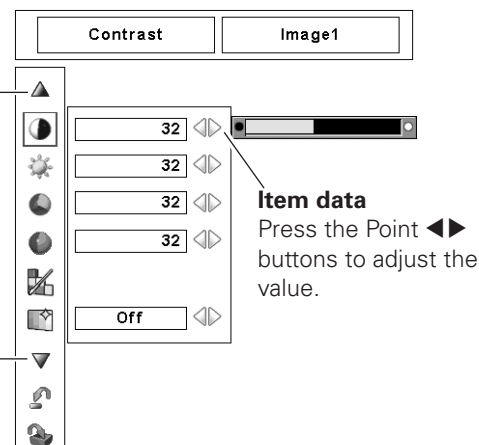 Contrast Image1
32
32
32
32
Off
Item data
Press the Point ◀▶
buttons to adjust the
value.